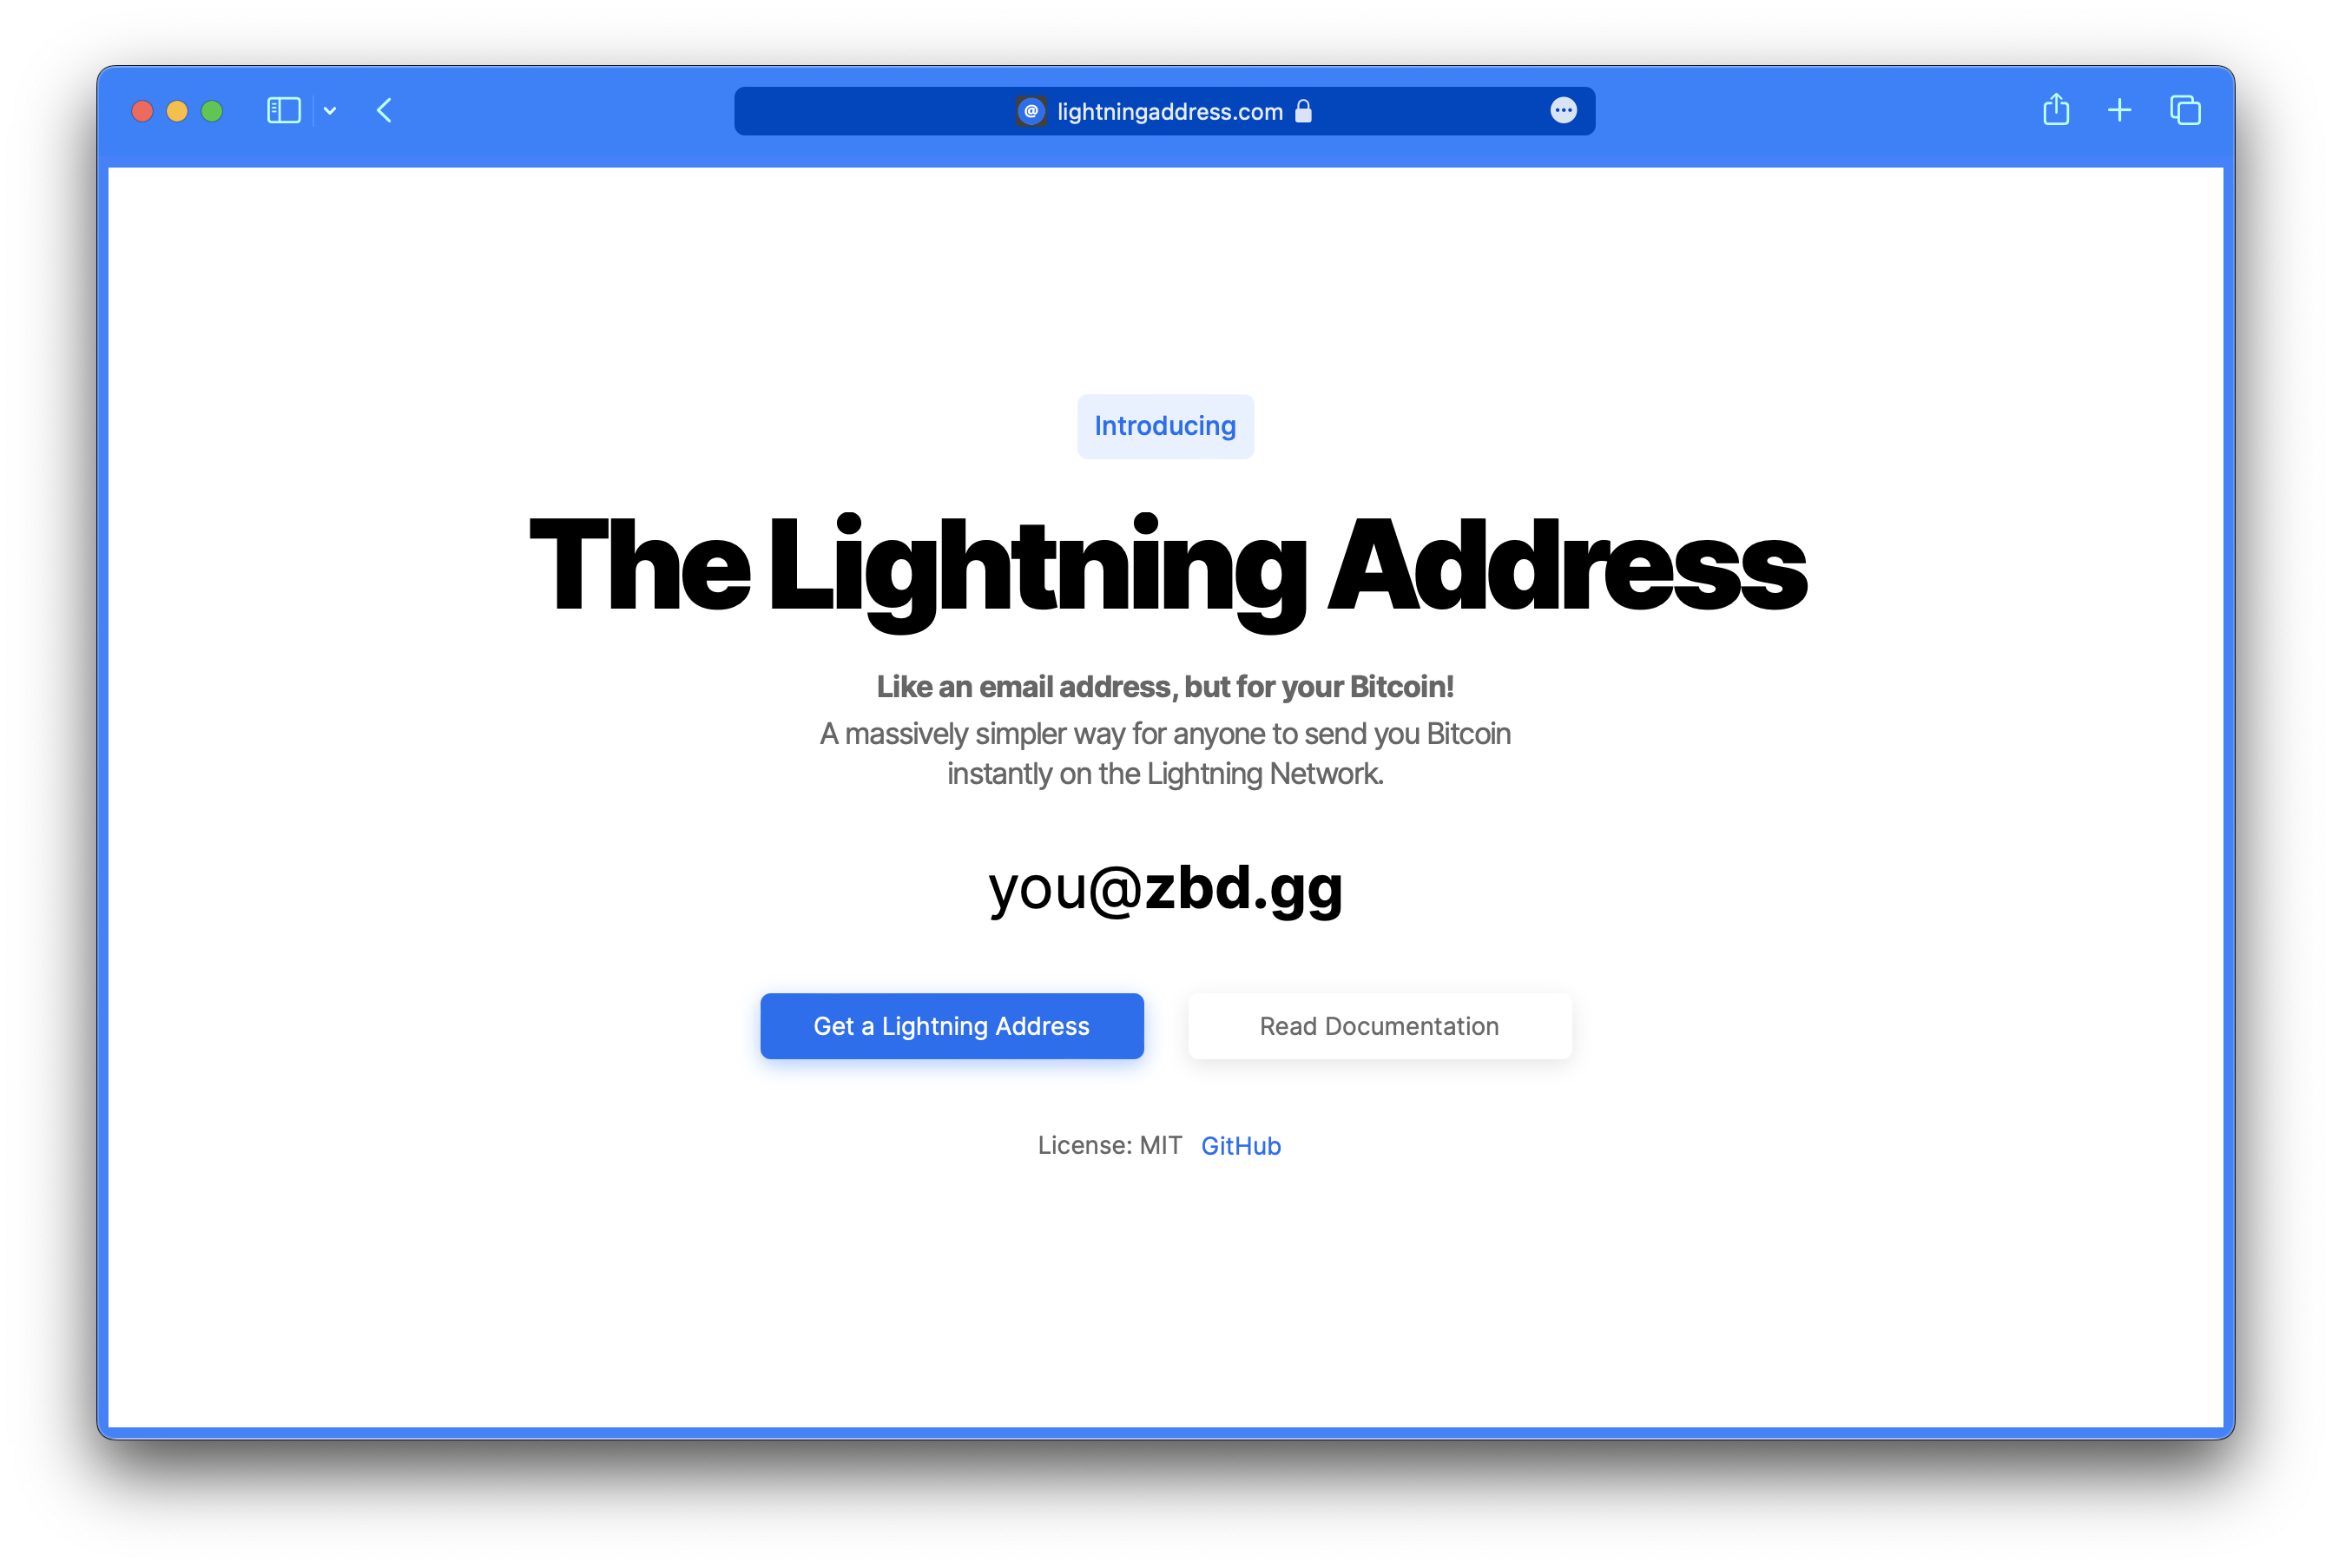 lightningaddress.com
Introducing
The Lightning Address
Like an email address, but for your Bitcoin!
A massively simpler way for anyone to send you Bitcoin
instantly on the Lightning Network.
you@zbd.gg
Get a Lightning Address
Read Documentation
License: MIT GitHub